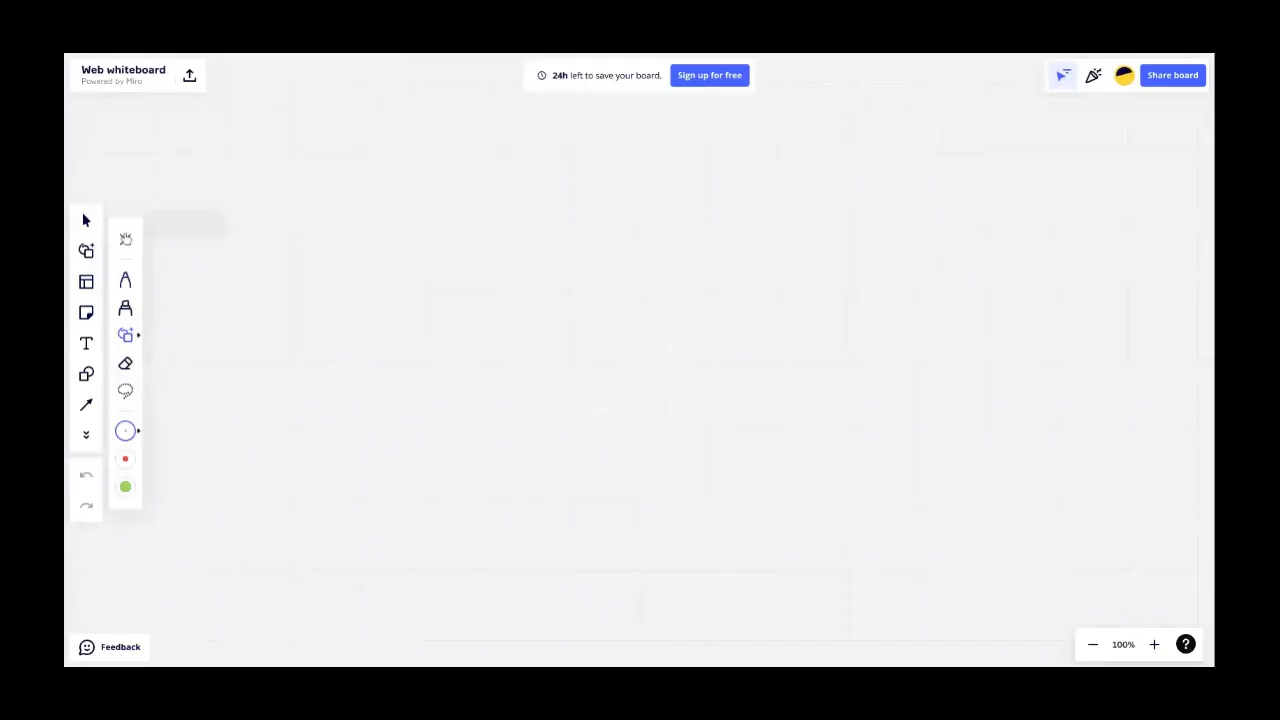 Web whiteboard
Powered by Miro
24h left to save your board.
Sign up for free
Share board
Feedback
100%
?